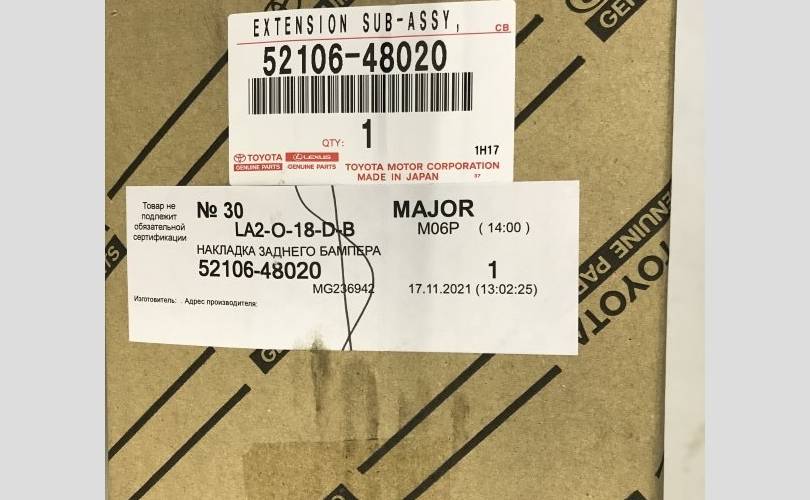 EXTENSION SUB-ASSY,
CB
52106-48020
QTY: 1
1H17
TOYOTA LEXUS
GENUINE PARTS GENUINE PARTS
TOYOTA MOTOR CORPORATION
MADE IN JAPAN 37
Товар не
подлежит
обязательной
сертификации
№ 30 MAJOR
LA2-O-18-D-B M06P ( 14:00 )
НАКЛАДКА ЗАДНЕГО БАМПЕРА
52106-48020 1
MG236942 17.11.2021 (13:02:25)
Изготовитель: . Адрес производителя:
TOYOTA
GENUINE PARTS